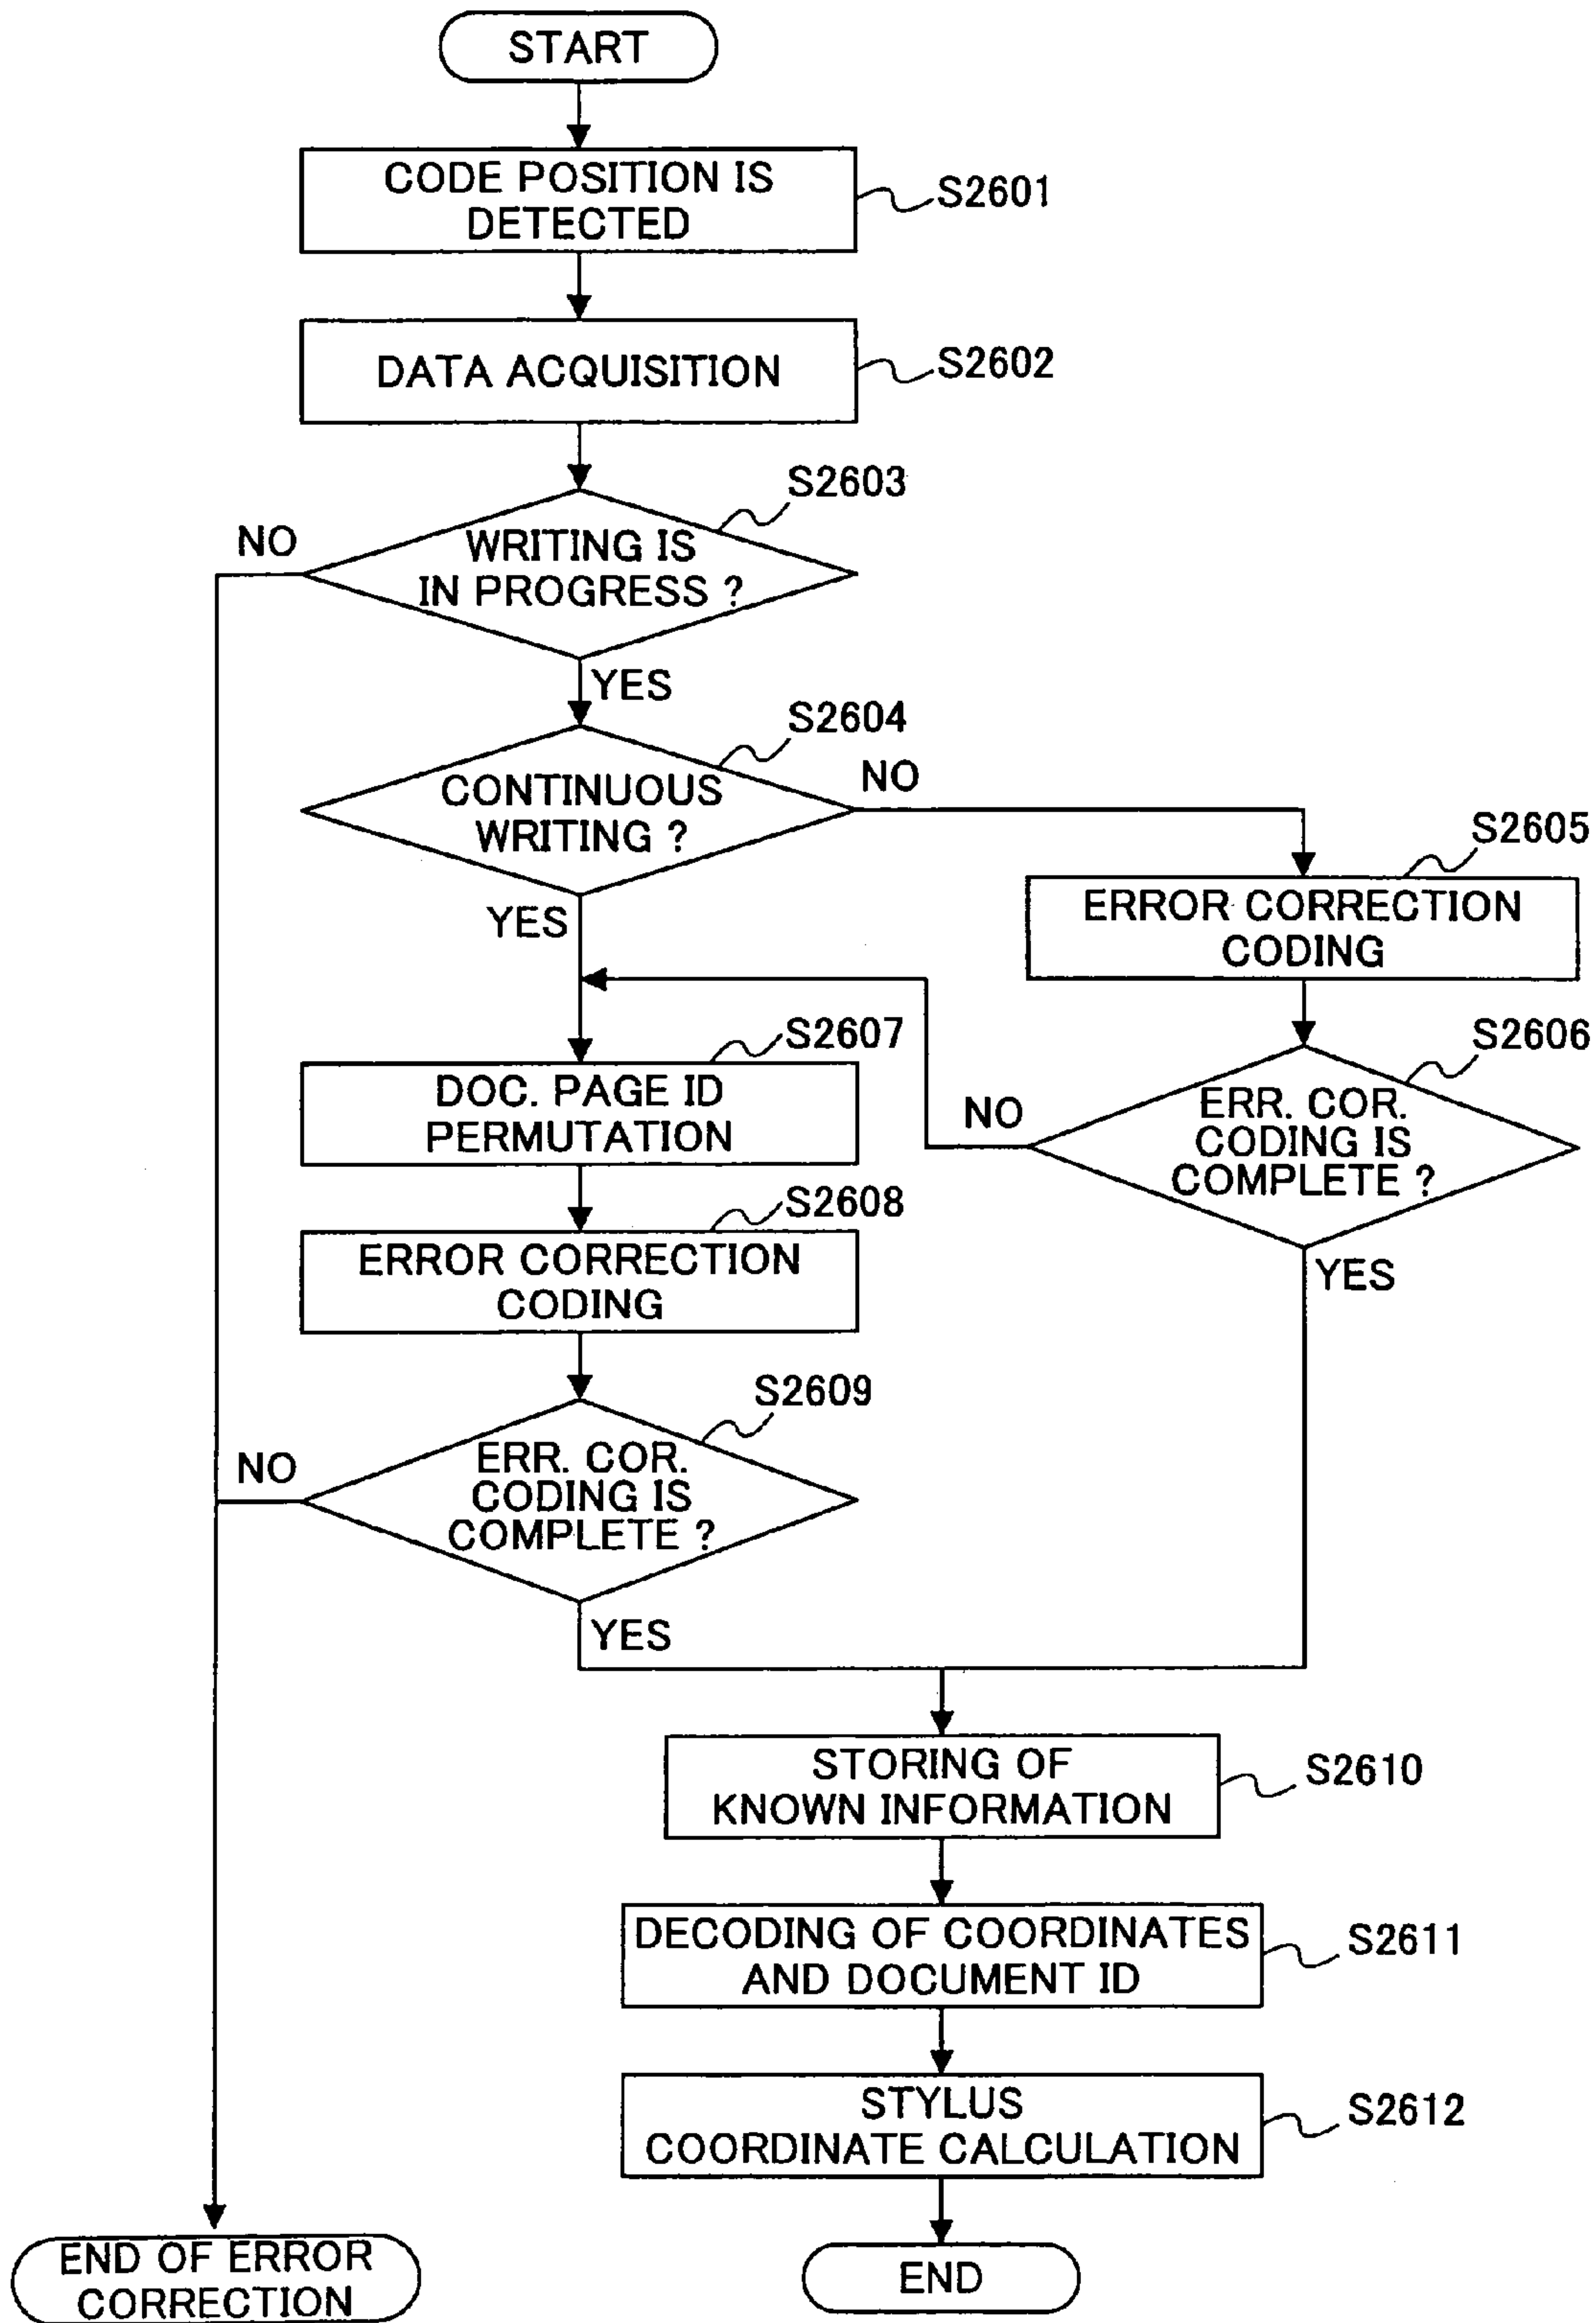 START
CODE POSITION IS
DETECTED
S2601
DATA ACQUISITION
S2602
S2603
NO
WRITING IS
IN PROGRESS ?
YES
S2604
CONTINUOUS
WRITING ?
NO
YES
S2605
ERROR CORRECTION
CODING
S2606
ERR. COR.
CODING IS
COMPLETE ?
NO
YES
S2607
DOC. PAGE ID
PERMUTATION
S2608
ERROR CORRECTION
CODING
S2609
NO
ERR. COR.
CODING IS
COMPLETE ?
YES
STORING OF
KNOWN INFORMATION
S2610
DECODING OF COORDINATES
AND DOCUMENT ID
S2611
STYLUS
COORDINATE CALCULATION
S2612
END OF ERROR
CORRECTION
END